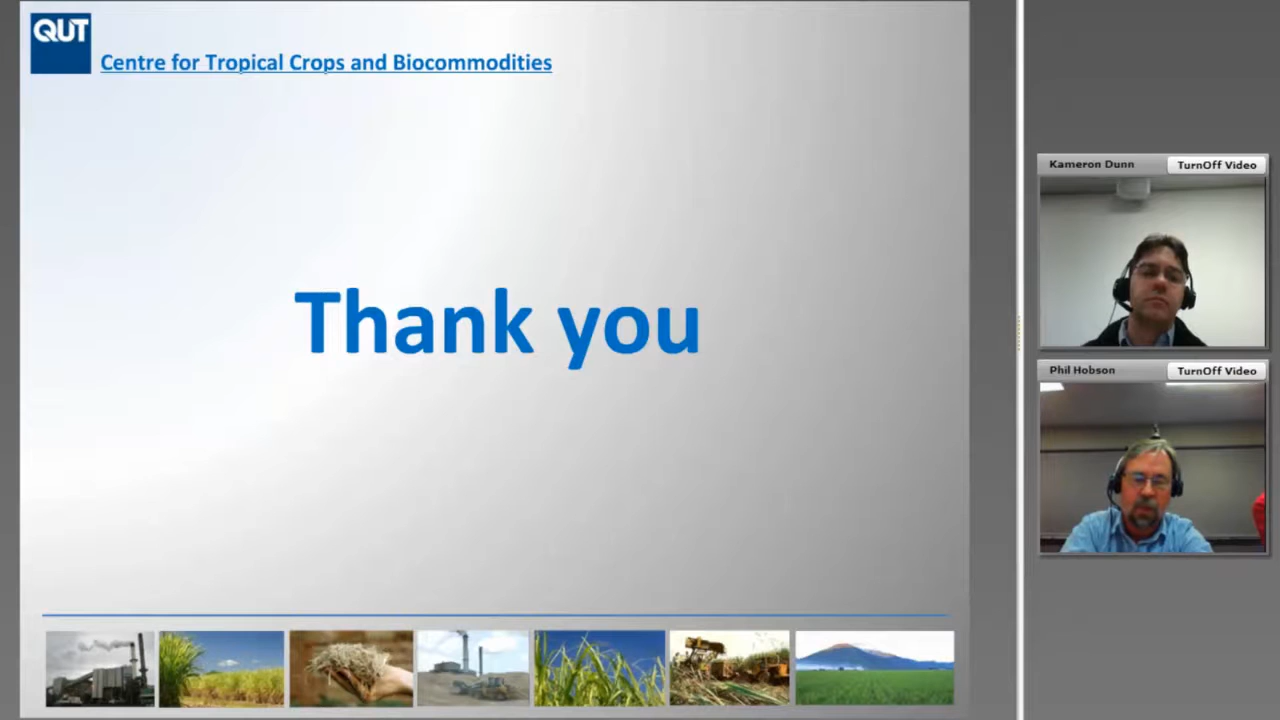 QUT
Centre for Tropical Crops and Biocommodities
Thank you
Kameron Dunn
TurnOff Video
Phil Hobson
TurnOff Video